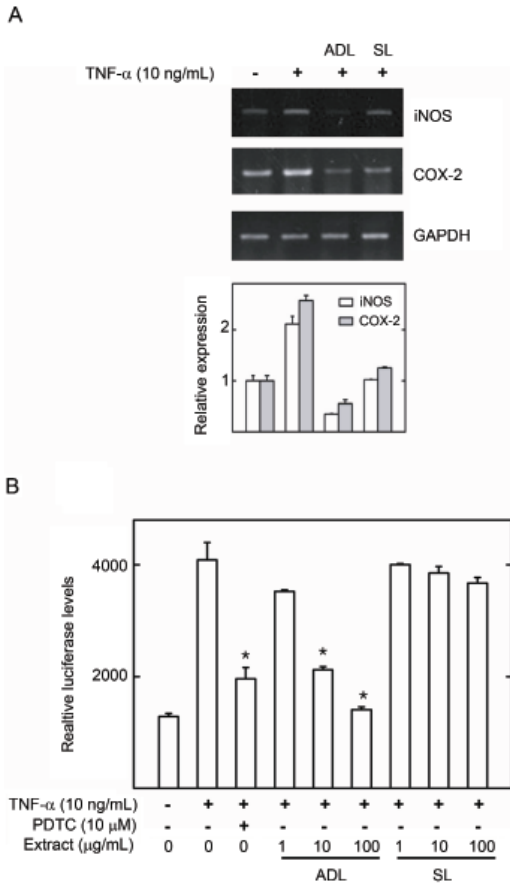 A
ADL SL
TNF-α (10 ng/mL) - + + +
iNOS
COX-2
GAPDH
Relative expression
2
1
iNOS
COX-2
B
Realtive luciferase levels
4000
2000
TNF-α (10 ng/mL) - + + + + + + + +
PDTC (10 μM) - - + - - - - - -
Extract (μg/mL) 0 0 0 1 10 100 1 10 100
ADL SL
* * *